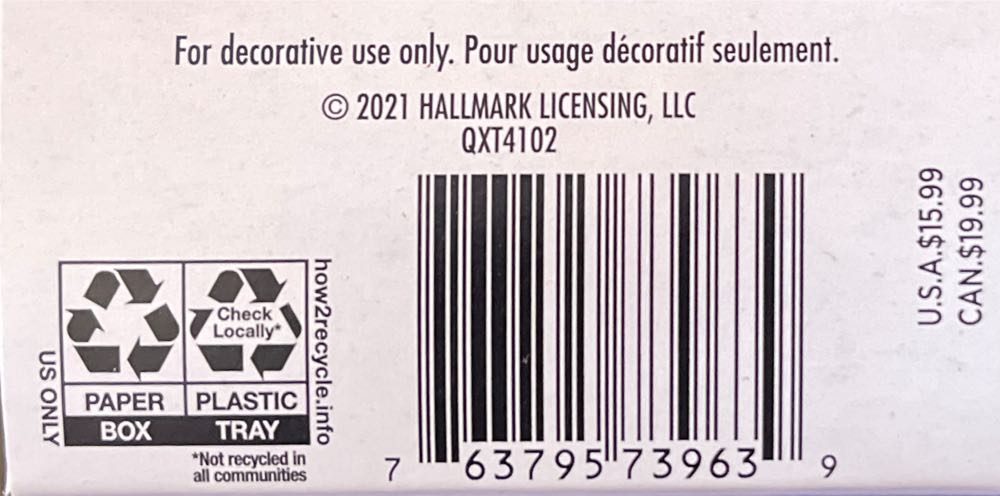 For decorative use only. Pour usage décoratif seulement.
© 2021 HALLMARK LICENSING, LLC
QXT4102
U.S.A.$15.99
CAN.$19.99
US ONLY
Check
Locally*
PAPER
BOX
PLASTIC
TRAY
how2recycle.info
*Not recycled in
all communities
7 63795 73963 9